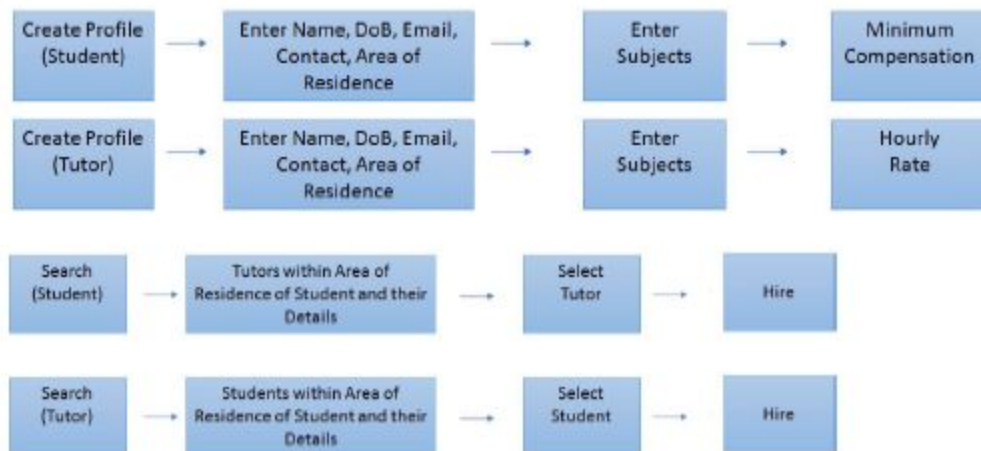 Create Profile
(Student)
Enter Name, DoB, Email,
Contact, Area of
Residence
Enter
Subjects
Minimum
Compensation
Create Profile
(Tutor)
Enter Name, DoB, Email,
Contact, Area of
Residence
Enter
Subjects
Hourly
Rate
Search
(Student)
Tutors within Area of
Residence of Student and their
Details
Select
Tutor
Hire
Search
(Tutor)
Students within Area of
Residence of Student and their
Details
Select
Student
Hire